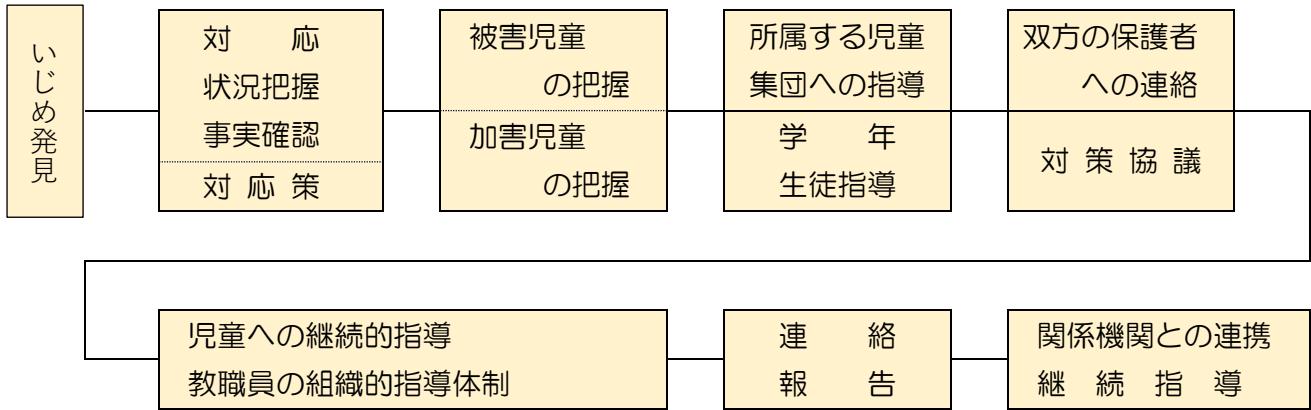 いじめ発見
対　　応
状況把握
事実確認
対 応 策
被害児童
の把握
加害児童
の把握
所属する児童
集団への指導
学　　年
生徒指導
双方の保護者
への連絡
対 策 協 議
児童への継続的指導
教職員の組織的指導体制
連　　絡
報　　告
関係機関との連携
継　続　指　導